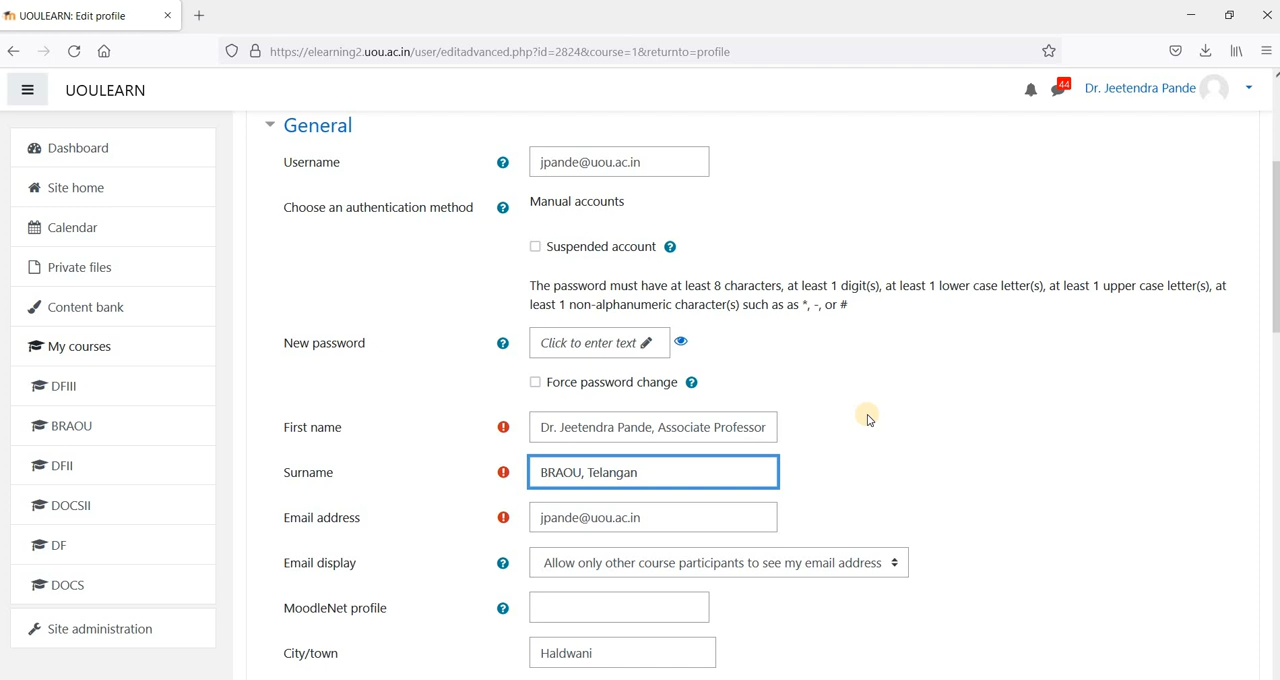 UOULEARN: Edit profile
https://elearning2.uou.ac.in/user/editadvanced.php?id=2824&course=1&returnto=profile
UOULEARN
44
Dr. Jeetendra Pande
Dashboard
Site home
Calendar
Private files
Content bank
My courses
DFIII
BRAOU
DFII
DOCSII
DF
DOCS
Site administration
General
Username
jpande@uou.ac.in
Choose an authentication method
Manual accounts
Suspended account
The password must have at least 8 characters, at least 1 digit(s), at least 1 lower case letter(s), at least 1 upper case letter(s), at
least 1 non-alphanumeric character(s) such as as *, -, or #
New password
Click to enter text
Force password change
First name
Dr. Jeetendra Pande, Associate Professor
Surname
BRAOU, Telangan
Email address
jpande@uou.ac.in
Email display
Allow only other course participants to see my email address
MoodleNet profile
City/town
Haldwani